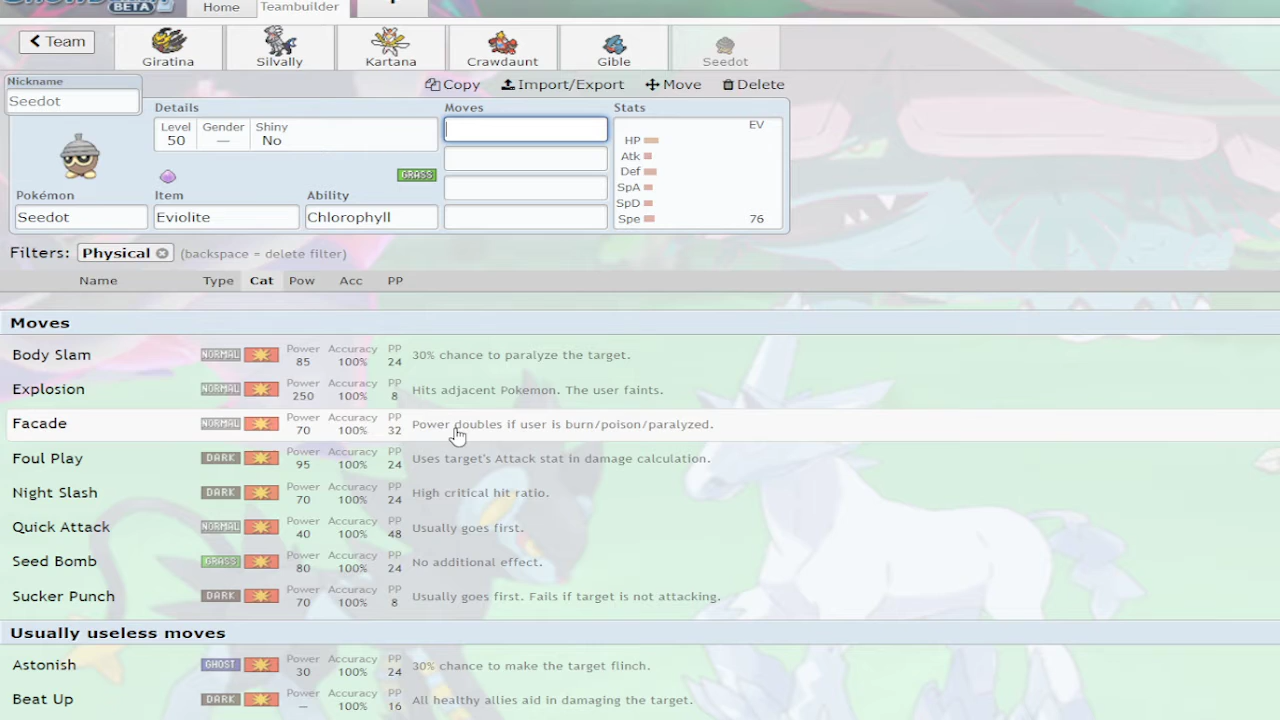 BETA
Home
Teambuilder
Team
Giratina
Silvally
Kartana
Crawdaunt
Gible
Seedot
Nickname
Seedot
Copy
Import/Export
Move
Delete
Details
Moves
Stats
Level
50
Gender
—
Shiny
No
EV
HP
Atk
Def
SpA
SpD
Spe 76
GRASS
Pokémon
Seedot
Item
Eviolite
Ability
Chlorophyll
Filters: Physical (backspace = delete filter)
Name Type Cat Pow Acc PP
Moves
Body Slam NORMAL Power 85 Accuracy 100% PP 24 30% chance to paralyze the target.
Explosion NORMAL Power 250 Accuracy 100% PP 8 Hits adjacent Pokemon. The user faints.
Facade NORMAL Power 70 Accuracy 100% PP 32 Power doubles if user is burn/poison/paralyzed.
Foul Play DARK Power 95 Accuracy 100% PP 24 Uses target's Attack stat in damage calculation.
Night Slash DARK Power 70 Accuracy 100% PP 24 High critical hit ratio.
Quick Attack NORMAL Power 40 Accuracy 100% PP 48 Usually goes first.
Seed Bomb GRASS Power 80 Accuracy 100% PP 24 No additional effect.
Sucker Punch DARK Power 70 Accuracy 100% PP 8 Usually goes first. Fails if target is not attacking.
Usually useless moves
Astonish GHOST Power 30 Accuracy 100% PP 24 30% chance to make the target flinch.
Beat Up DARK Power — Accuracy 100% PP 16 All healthy allies aid in damaging the target.